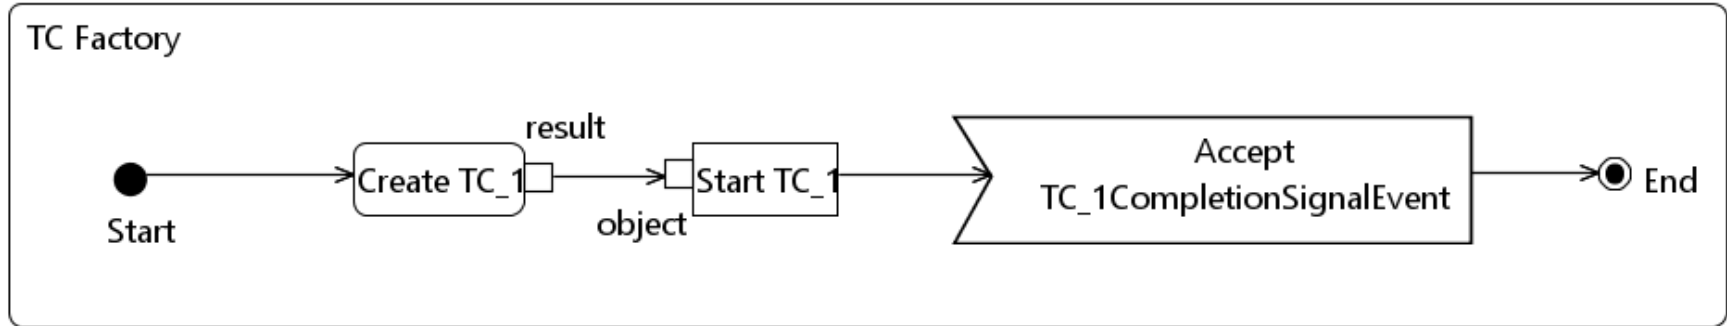 TC Factory
result
Create TC_1
Start TC_1
Accept
TC_1CompletionSignalEvent
End
object
Start